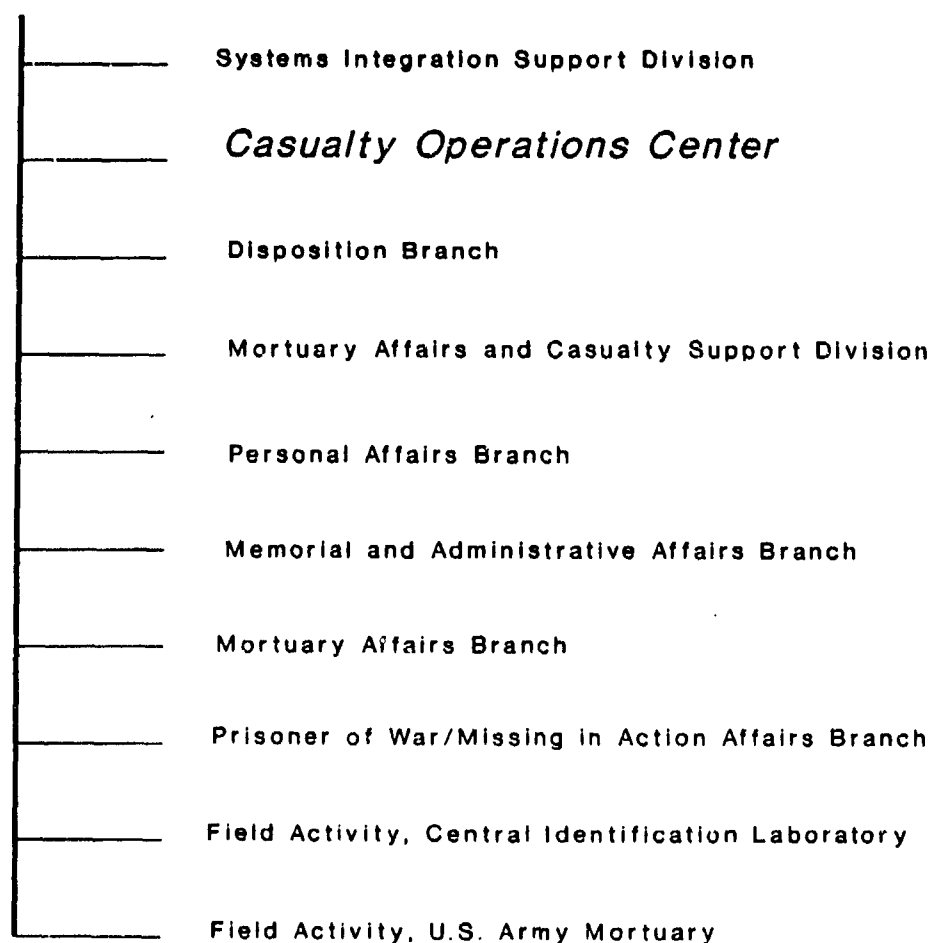 Systems Integration Support Division
Casualty Operations Center
Disposition Branch
Mortuary Affairs and Casualty Support Division
Personal Affairs Branch
Memorial and Administrative Affairs Branch
Mortuary Affairs Branch
Prisoner of War/Missing in Action Affairs Branch
Field Activity, Central Identification Laboratory
Field Activity, U.S. Army Mortuary